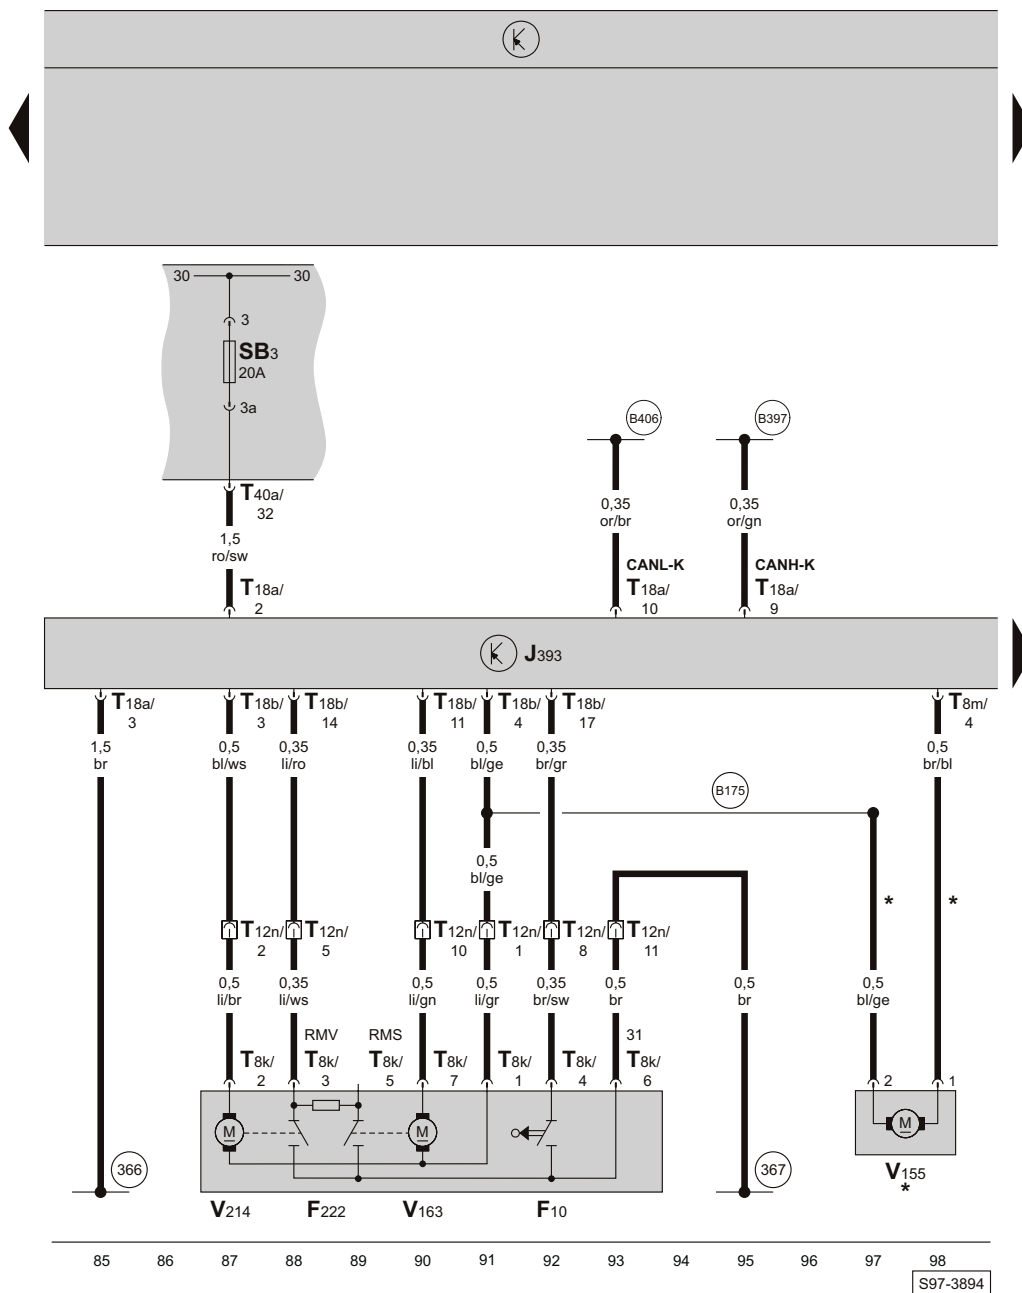 30 30
3
SB3
20A
3a
B406 B397
T40a/
32
0,35 0,35
or/br or/gn
1,5
ro/sw
CANL-K CANH-K
T18a/ T18a/ T18a/
2 10 9
J393
T18a/ T18b/ T18b/ T18b/ T18b/ T18b/ T8m/
3 3 14 11 4 17 4
1,5 0,5 0,35 0,35 0,5 0,35 0,5
br bl/ws li/ro li/bl bl/ge br/gr br/bl
B175
0,5
bl/ge
* *
T12n/ T12n/ T12n/ T12n/ T12n/ T12n/
2 5 10 1 8 11
0,5 0,35 0,5 0,5 0,35 0,5 0,5 0,5
li/br li/ws li/gn li/gr br/sw br br bl/ge
RMV RMS 31
T8k/ T8k/ T8k/ T8k/ T8k/ T8k/ T8k/
2 3 5 7 1 4 6 2 1
M M M
366 367
V155
*
V214 F222 V163 F10
85 86 87 88 89 90 91 92 93 94 95 96 97 98
S97-3894